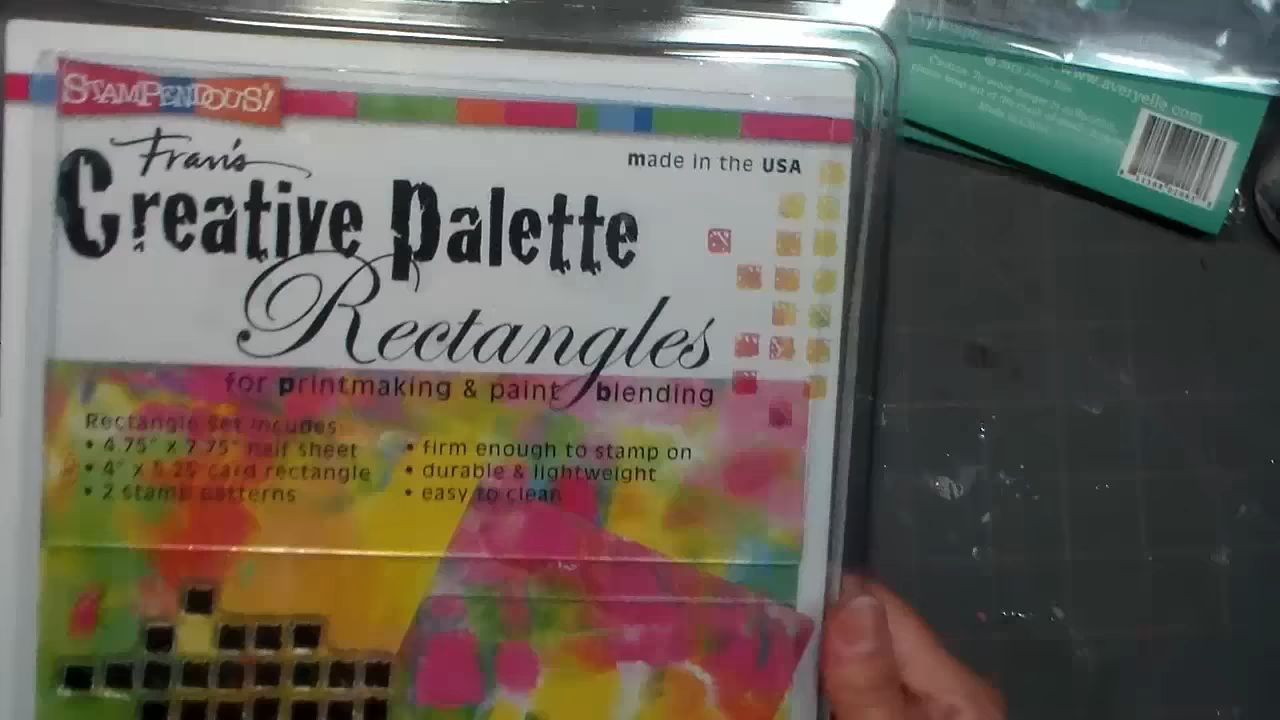 STAMPENDOUS!
Fran's
Creative Palette
Rectangles
made in the USA
for printmaking & paint blending
Rectangle set incudes:
• 4.75" x 7.75" half sheet
• 4" x 5.25" card rectangle
• 2 stamp patterns
• firm enough to stamp on
• durable & lightweight
• easy to clean
www.averyelle.com